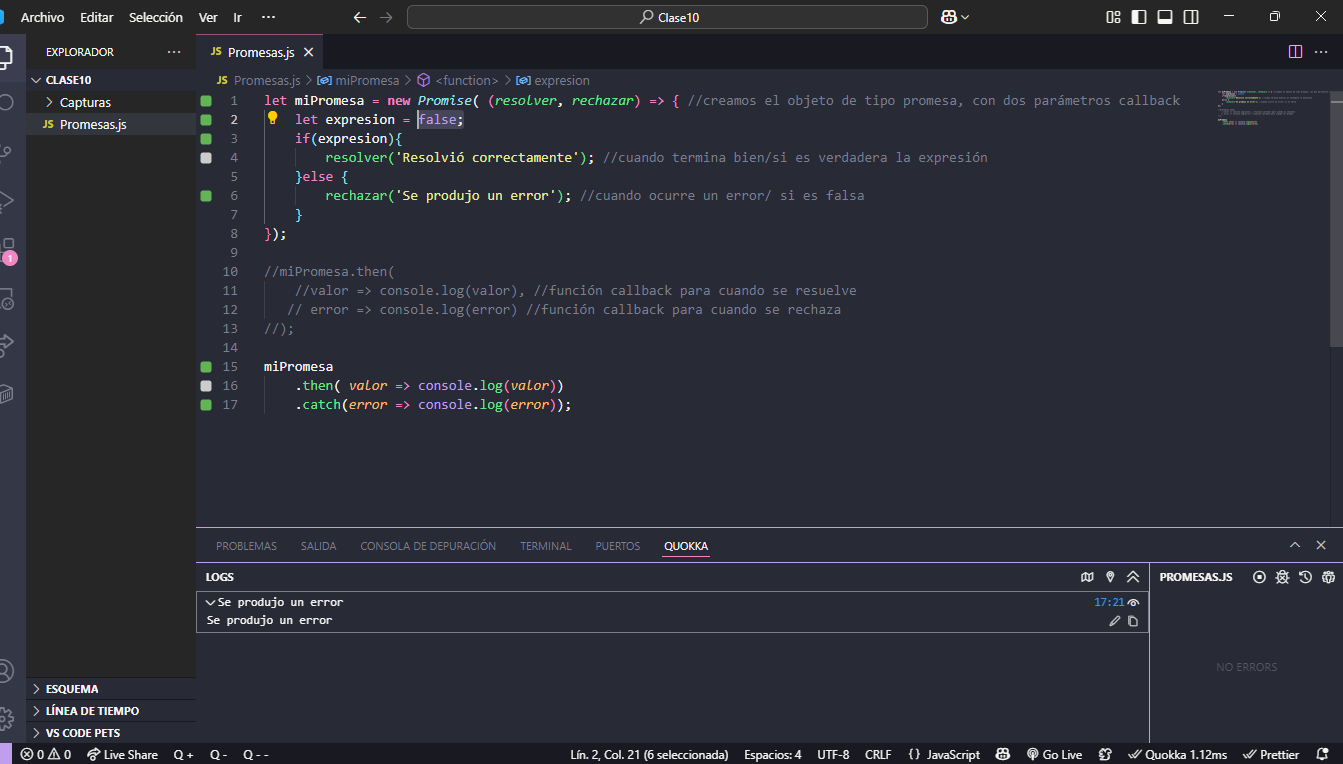 Archivo Editar Selección Ver Ir ··· Clase10
EXPLORADOR ···
CLASE10
Capturas
JS Promesas.js
JS Promesas.js
JS Promesas.js > miPromesa > <function> > expresion
1 let miPromesa = new Promise( (resolver, rechazar) => { //creamos el objeto de tipo promesa, con dos parámetros callback
2 let expresion = false;
3 if(expresion){
4 resolver('Resolvió correctamente'); //cuando termina bien/si es verdadera la expresión
5 }else {
6 rechazar('Se produjo un error'); //cuando ocurre un error/ si es falsa
7 }
8 });
9
10 //miPromesa.then(
11 //valor => console.log(valor), //función callback para cuando se resuelve
12 // error => console.log(error) //función callback para cuando se rechaza
13 //);
14
15 miPromesa
16 .then( valor => console.log(valor))
17 .catch(error => console.log(error));
1
PROBLEMAS SALIDA CONSOLA DE DEPURACIÓN TERMINAL PUERTOS QUOKKA
LOGS
Se produjo un error 17:21
Se produjo un error
PROMESAS.JS
NO ERRORS
ESQUEMA
LÍNEA DE TIEMPO
VS CODE PETS
0 0 Live Share Q + Q - Q - - Lín. 2, Col. 21 (6 seleccionada) Espacios: 4 UTF-8 CRLF {} JavaScript Go Live Quokka 1.12ms Prettier